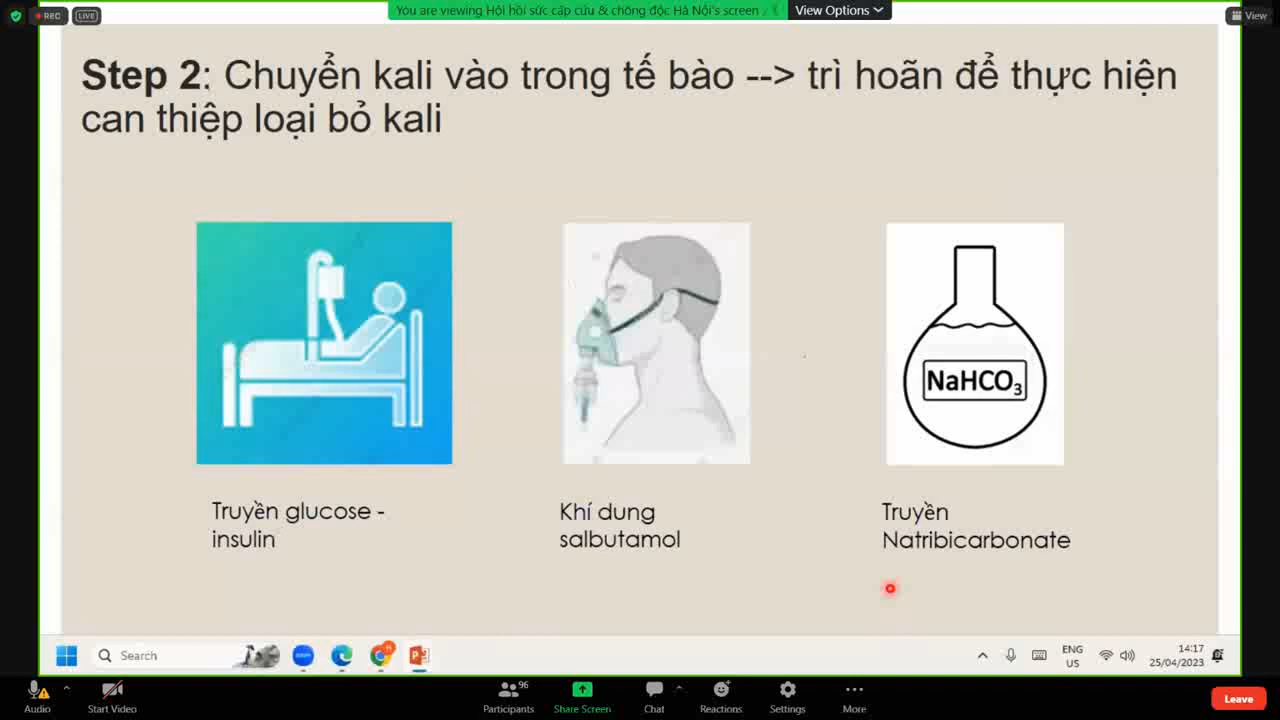 REC
LIVE
You are viewing Hội hồi sức cấp cứu & chống độc Hà Nội's screen
View Options
View
Step 2: Chuyển kali vào trong tế bào --> trì hoãn để thực hiện
can thiệp loại bỏ kali
NaHCO3
Truyền glucose -
insulin
Khí dung
salbutamol
Truyền
Natribicarbonate
Search
zoom
H
ENG
US
14:17
25/04/2023
Audio
Start Video
96
Participants
Share Screen
Chat
Reactions
Settings
More
Leave